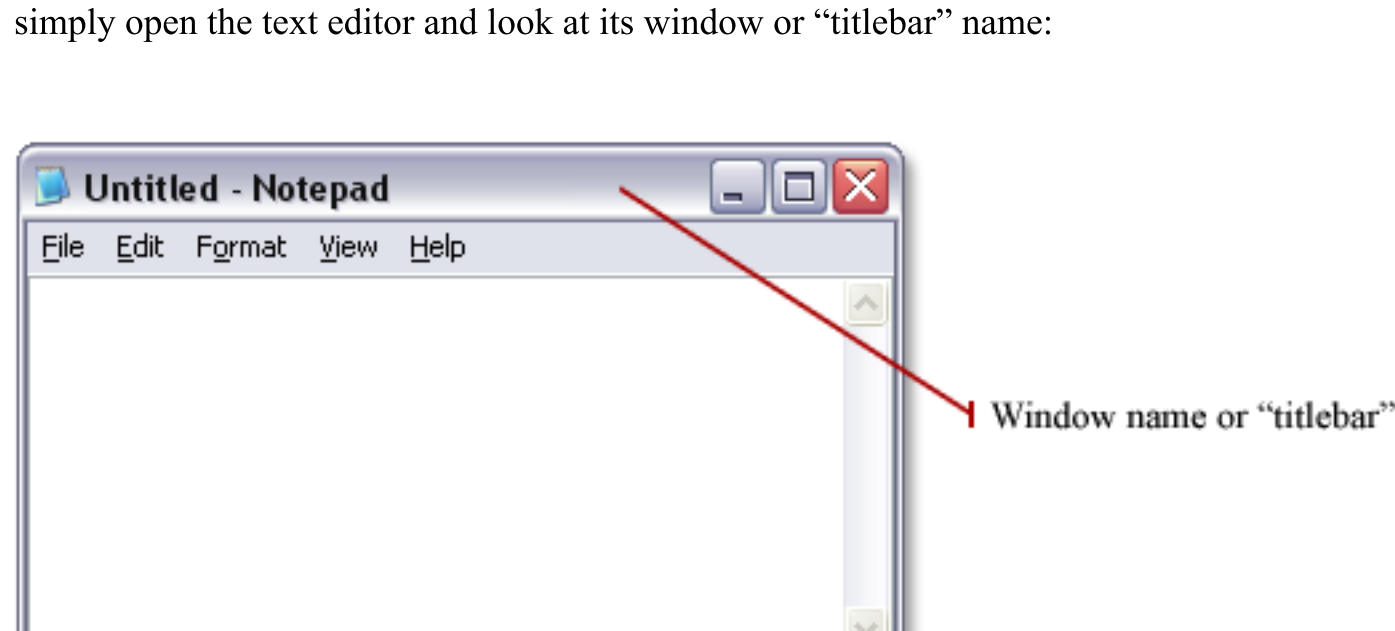 simply open the text editor and look at its window or “titlebar” name:
Untitled - Notepad
File Edit Format View Help
Window name or “titlebar”